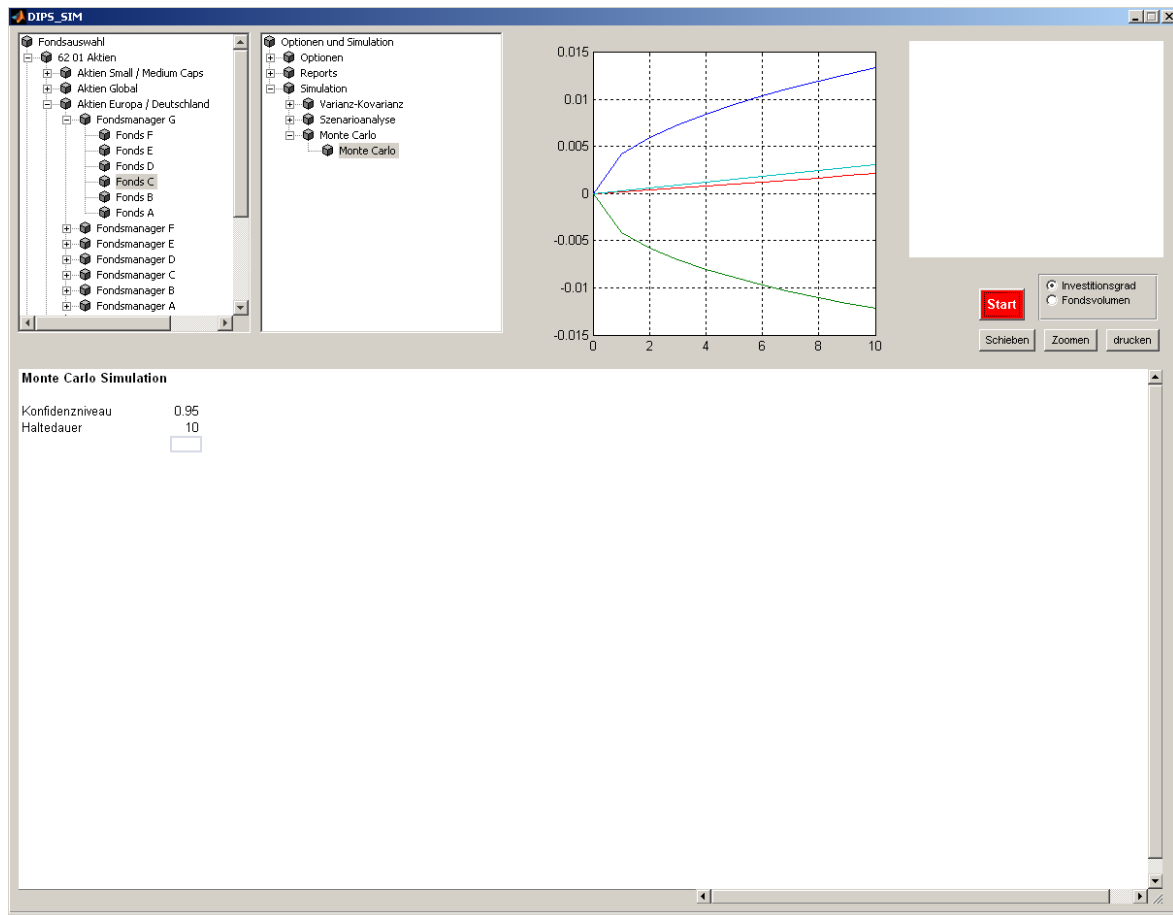 DIPS_SIM
Fondsauswahl
62 01 Aktien
Aktien Small / Medium Caps
Aktien Global
Aktien Europa / Deutschland
Fondsmanager G
Fonds F
Fonds E
Fonds D
Fonds C
Fonds B
Fonds A
Fondsmanager F
Fondsmanager E
Fondsmanager D
Fondsmanager C
Fondsmanager B
Fondsmanager A
Optionen und Simulation
Optionen
Reports
Simulation
Varianz-Kovarianz
Szenarioanalyse
Monte Carlo
Monte Carlo
0.015
0.01
0.005
0
-0.005
-0.01
-0.015
0 2 4 6 8 10
Start
Investitionsgrad
Fondsvolumen
Schieben Zoomen drucken
Monte Carlo Simulation
Konfidenzniveau 0.95
Haltedauer 10